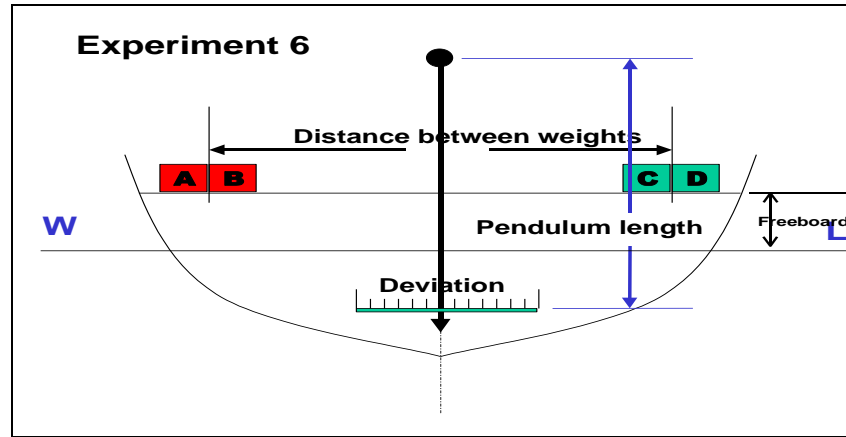 Experiment 6
Distance between weights
A B C D
W Pendulum length Freeboard L
Deviation